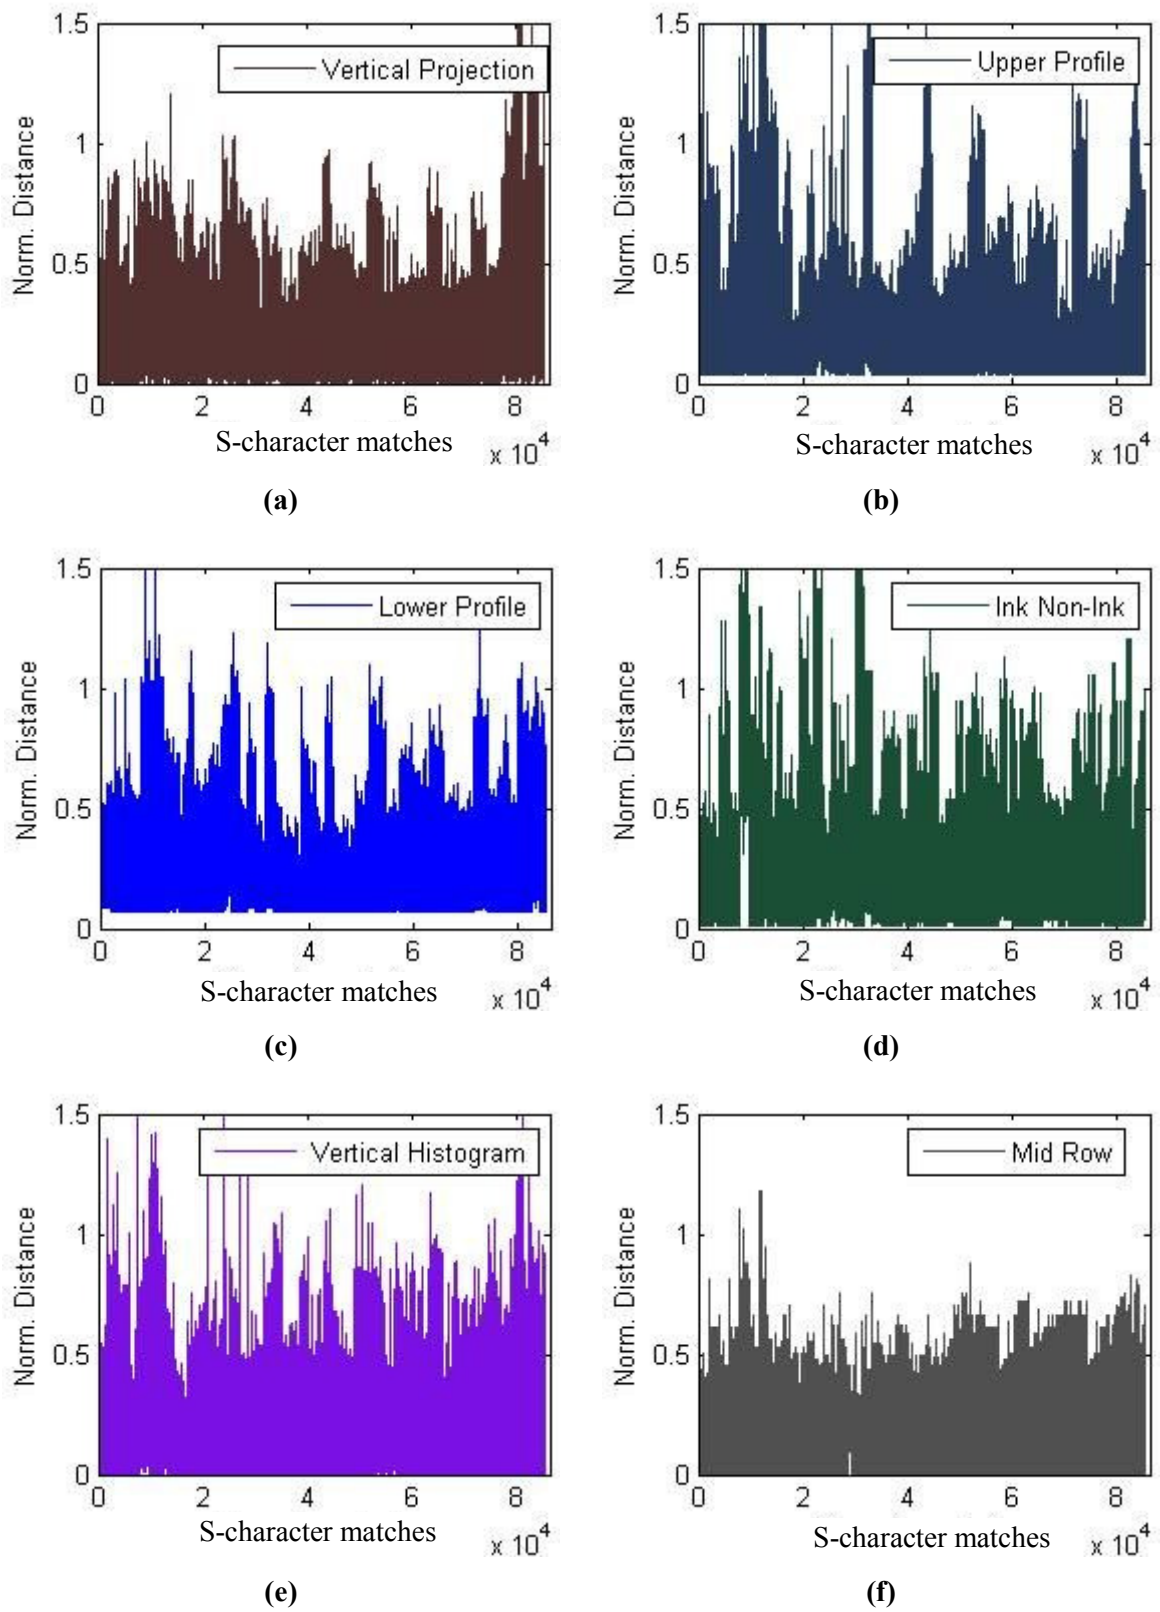 1.5
Vertical Projection
1
Norm. Distance
0.5
0
0 2 4 6 8
S-character matches
x 10^4
(a)
1.5
Upper Profile
1
Norm. Distance
0.5
0
0 2 4 6 8
S-character matches
x 10^4
(b)
1.5
Lower Profile
1
Norm. Distance
0.5
0
0 2 4 6 8
S-character matches
x 10^4
(c)
1.5
Ink Non-Ink
1
Norm. Distance
0.5
0
0 2 4 6 8
S-character matches
x 10^4
(d)
1.5
Vertical Histogram
1
Norm. Distance
0.5
0
0 2 4 6 8
S-character matches
x 10^4
(e)
1.5
Mid Row
1
Norm. Distance
0.5
0
0 2 4 6 8
S-character matches
x 10^4
(f)